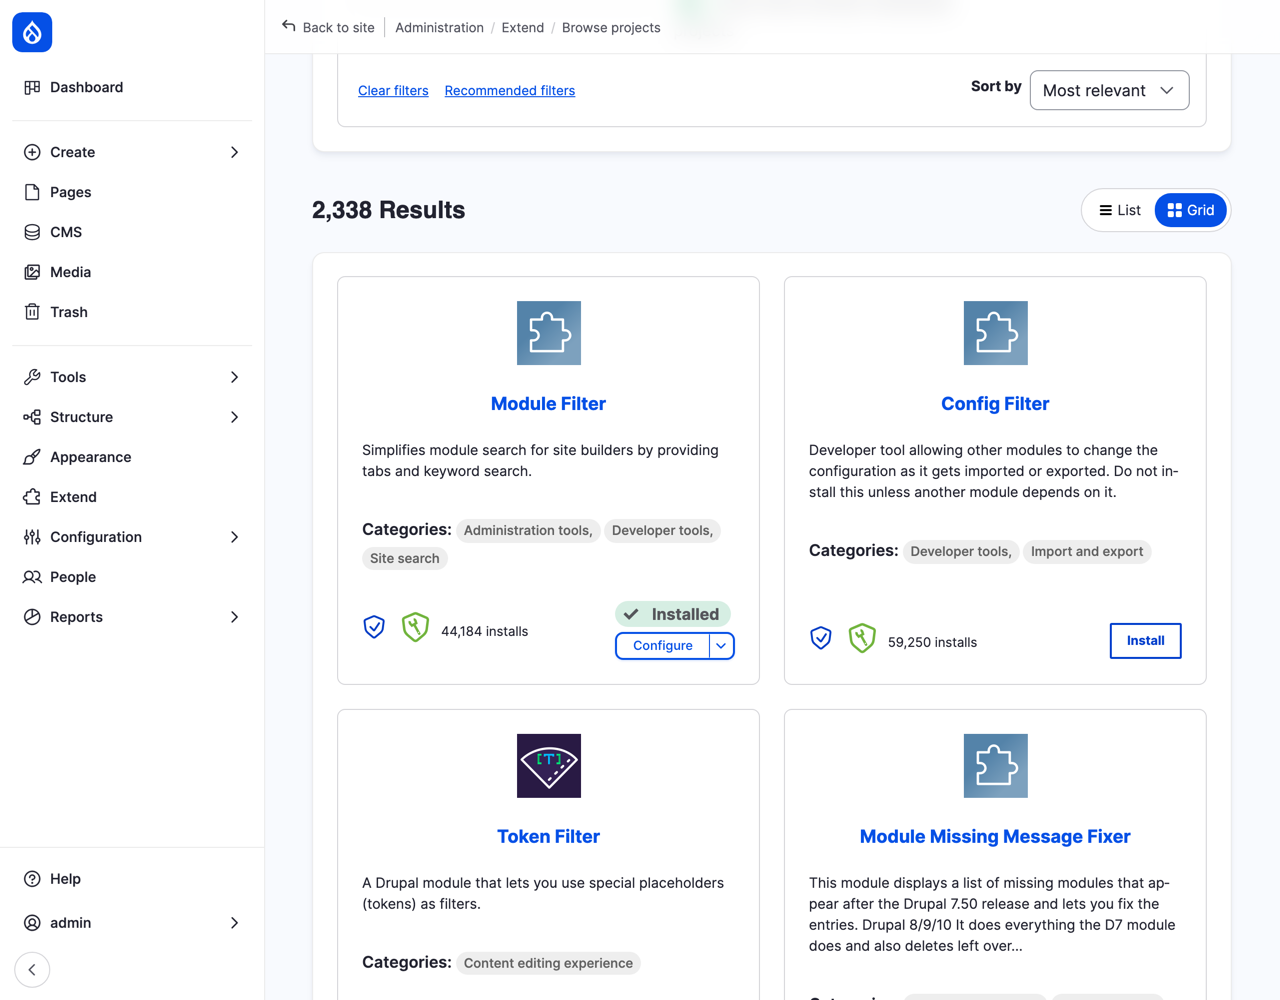 Back to site
Administration / Extend / Browse projects
Dashboard
Create
Pages
CMS
Media
Trash
Tools
Structure
Appearance
Extend
Configuration
People
Reports
Help
admin
Clear filters
Recommended filters
Sort by
Most relevant
2,338 Results
List
Grid
Module Filter
Simplifies module search for site builders by providing
tabs and keyword search.
Categories: Administration tools, Developer tools,
Site search
44,184 installs
Installed
Configure
Config Filter
Developer tool allowing other modules to change the
configuration as it gets imported or exported. Do not in-
stall this unless another module depends on it.
Categories: Developer tools, Import and export
59,250 installs
Install
[T]
Token Filter
A Drupal module that lets you use special placeholders
(tokens) as filters.
Categories: Content editing experience
Module Missing Message Fixer
This module displays a list of missing modules that ap-
pear after the Drupal 7.50 release and lets you fix the
entries. Drupal 8/9/10 It does everything the D7 module
does and also deletes left over...